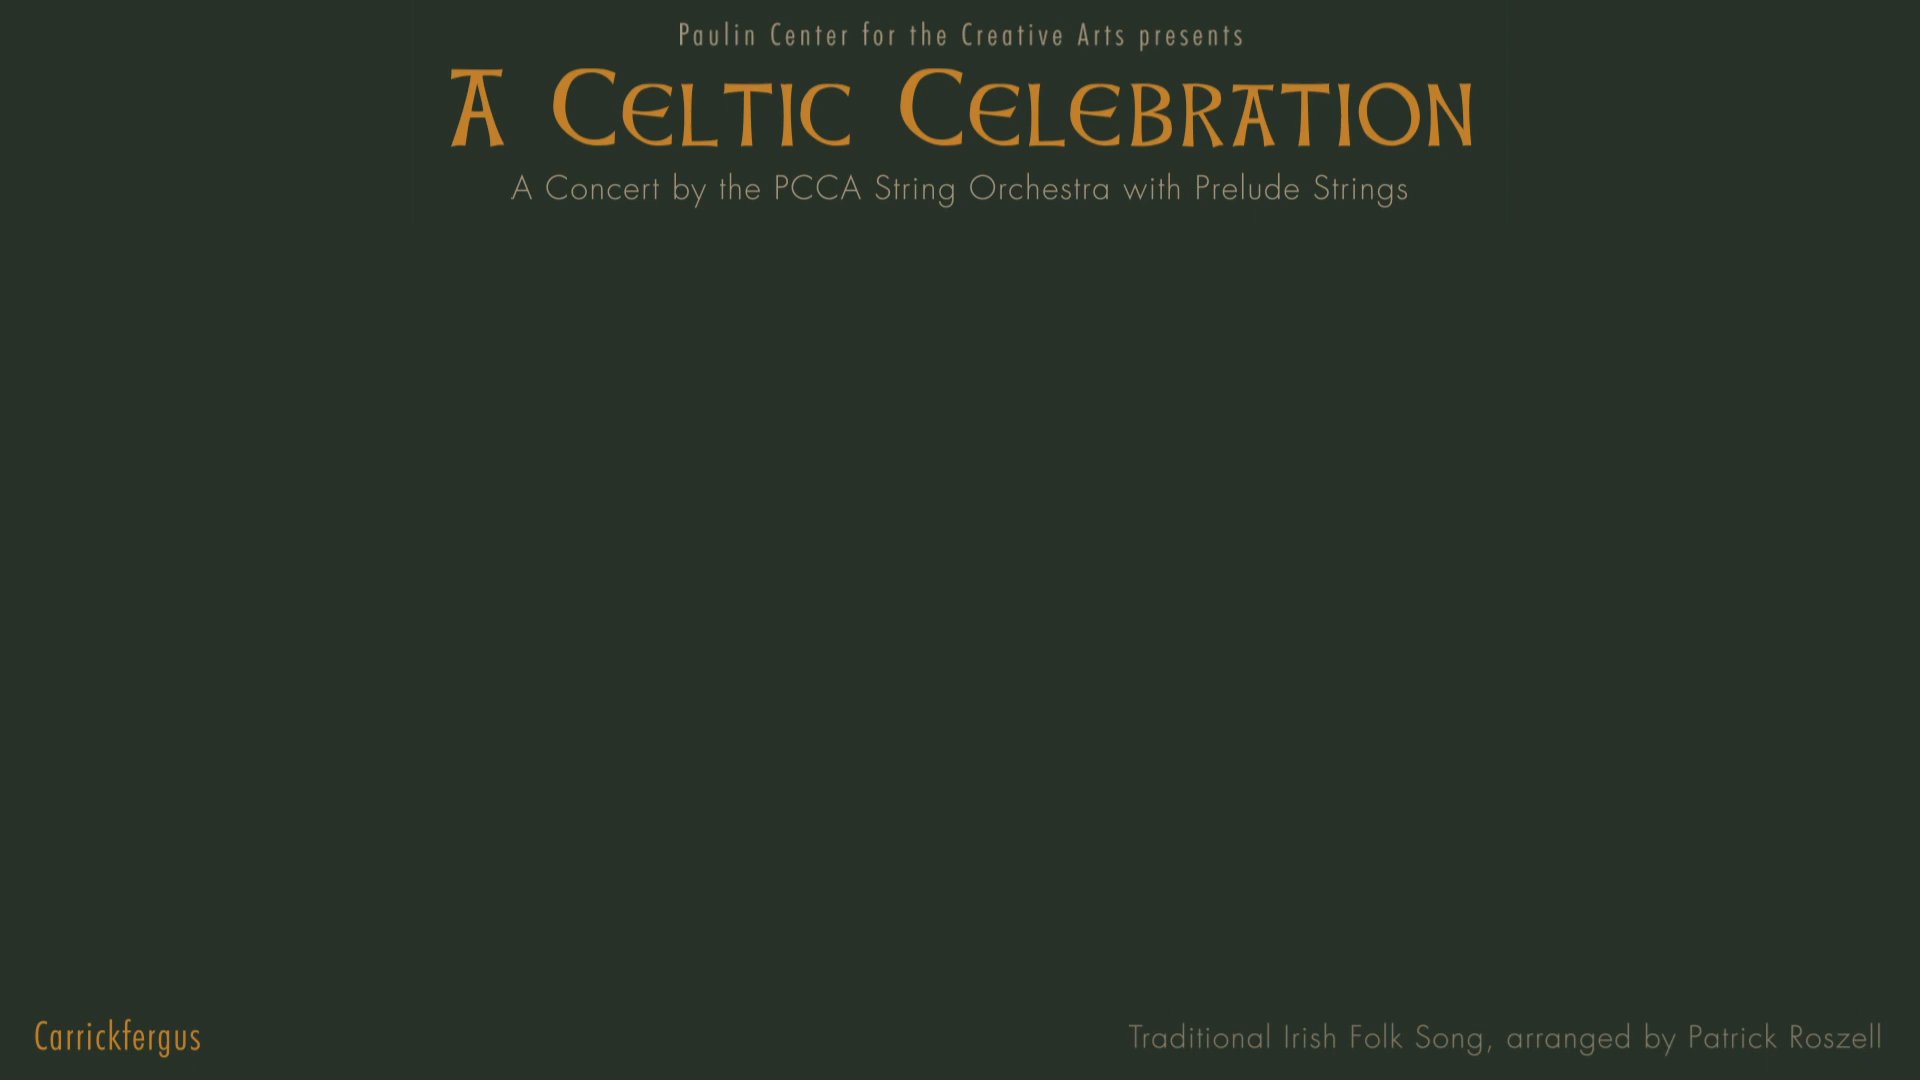 Paulin Center for the Creative Arts presents
A Celtic Celebration
A Concert by the PCCA String Orchestra with Prelude Strings
Carrickfergus
Traditional Irish Folk Song, arranged by Patrick Roszell